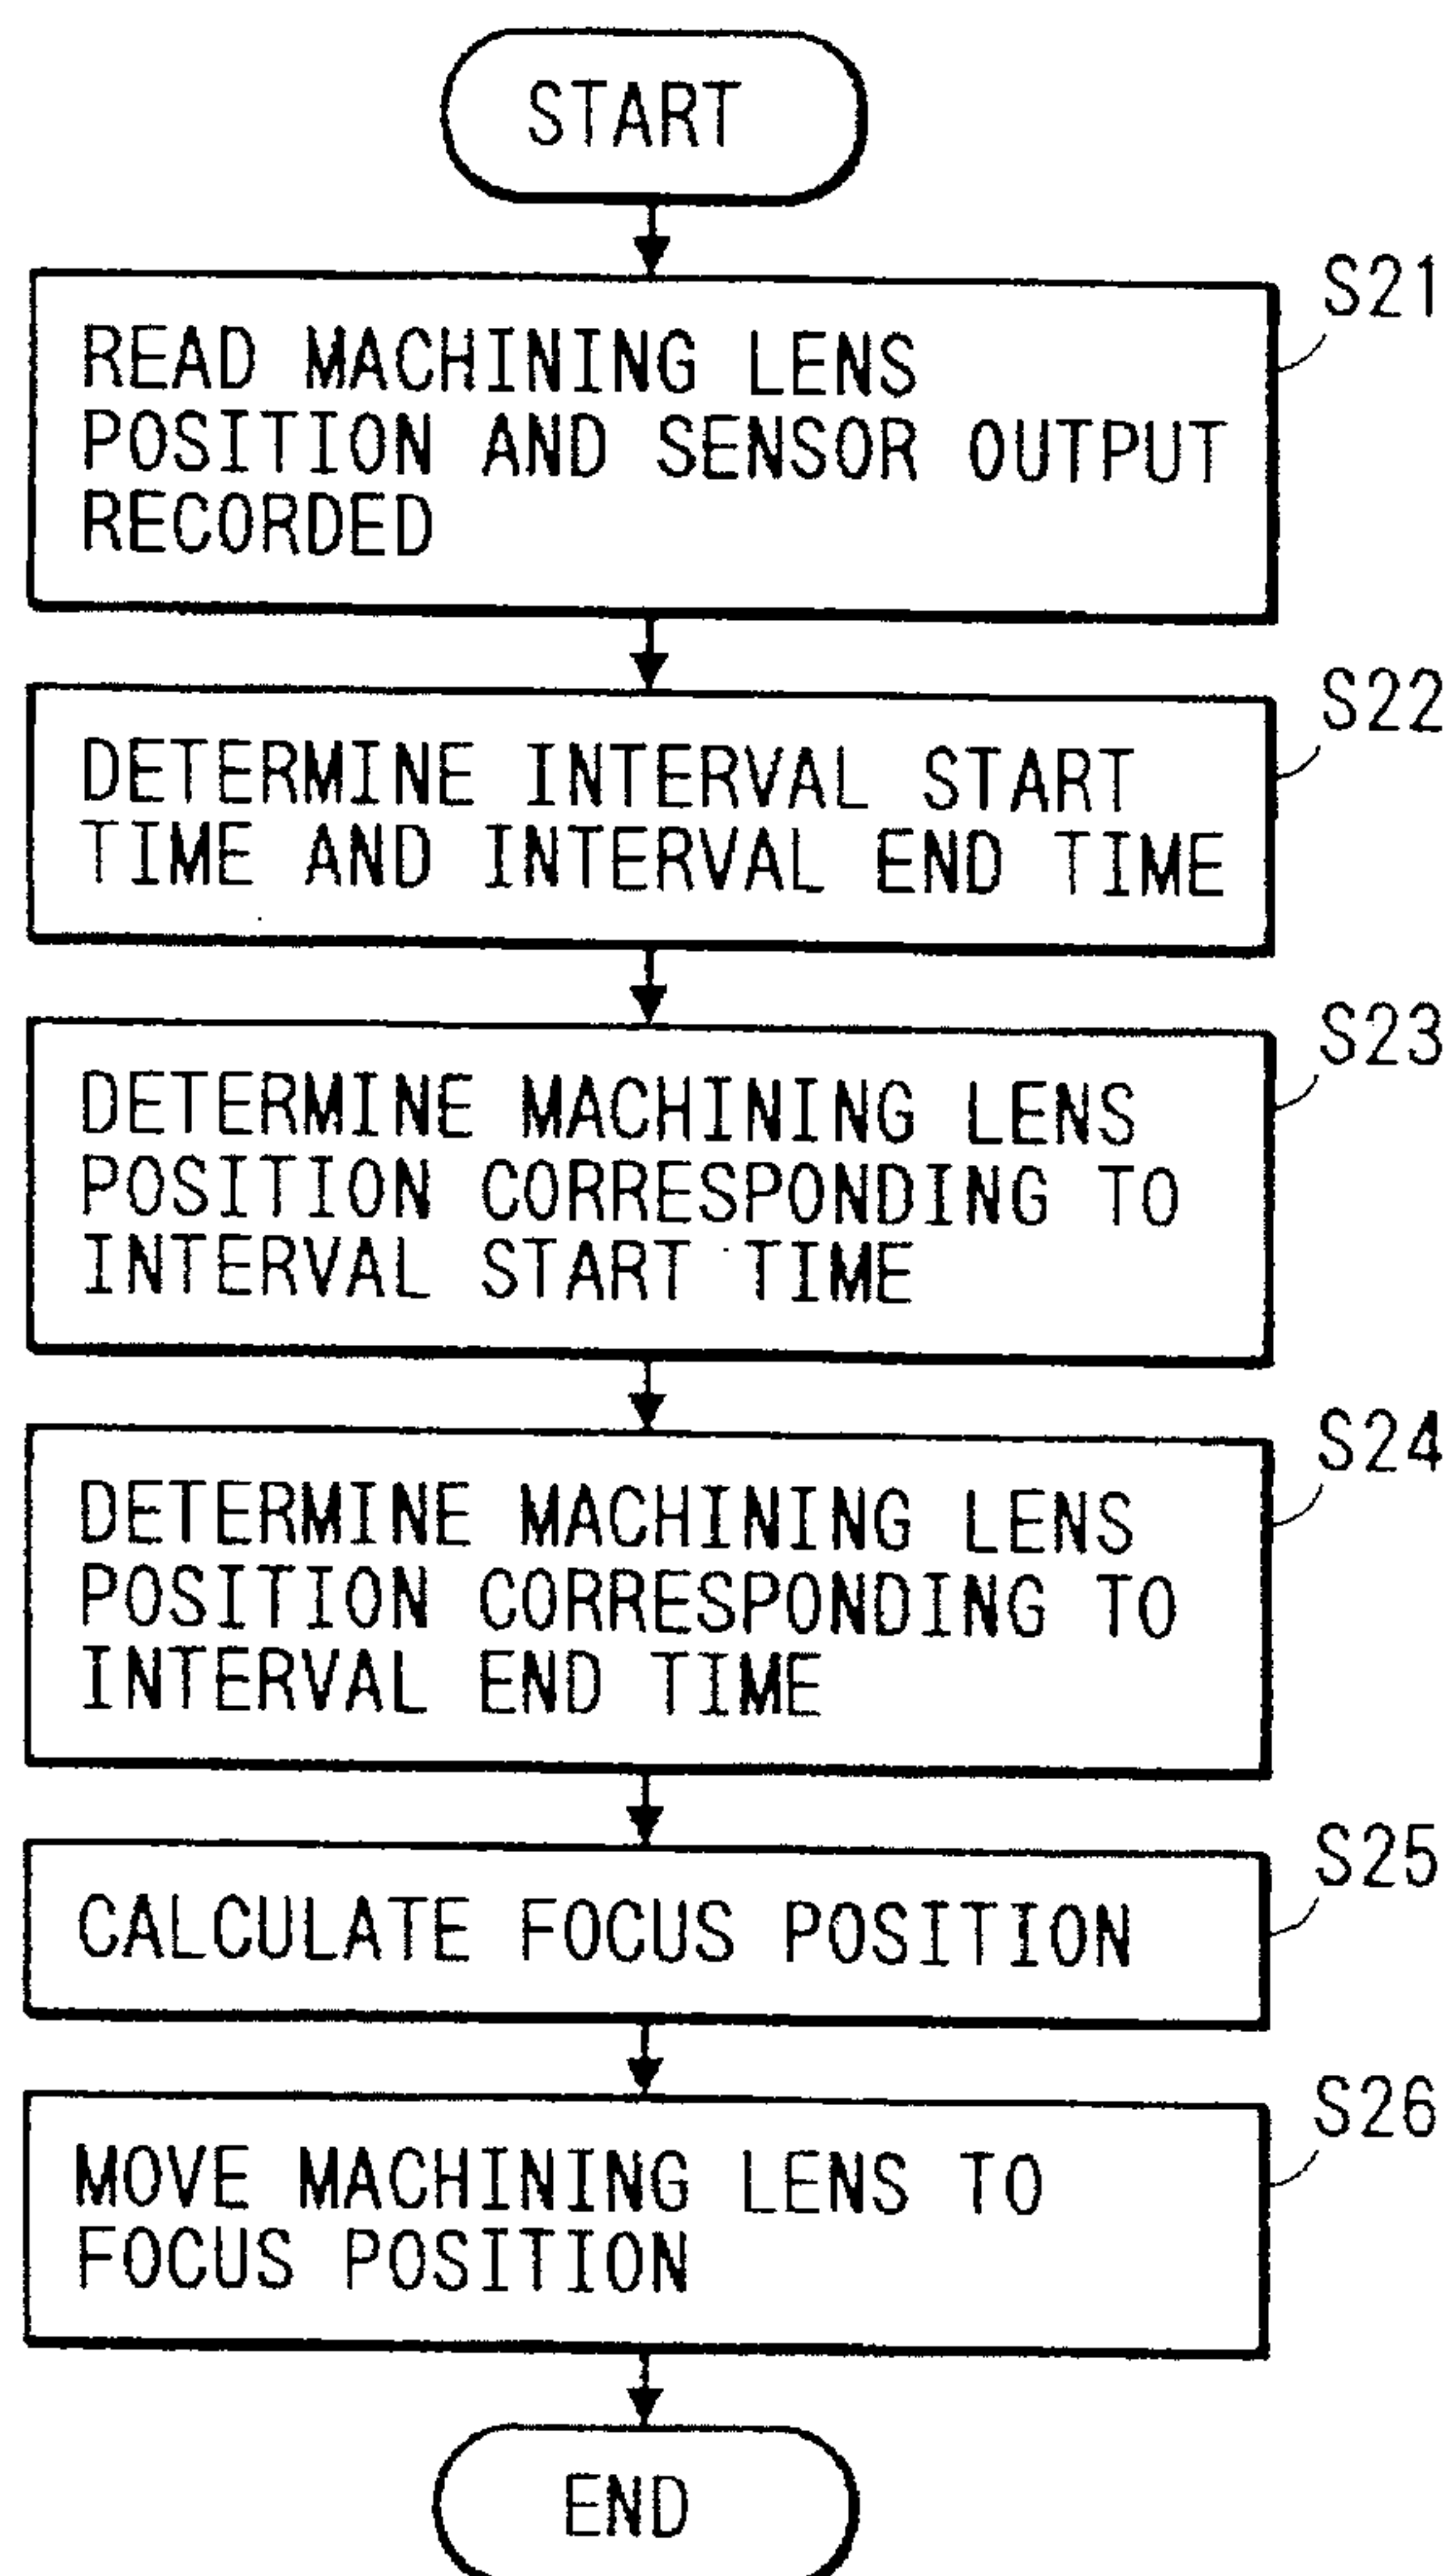 START
S21
READ MACHINING LENS
POSITION AND SENSOR OUTPUT
RECORDED
S22
DETERMINE INTERVAL START
TIME AND INTERVAL END TIME
S23
DETERMINE MACHINING LENS
POSITION CORRESPONDING TO
INTERVAL START TIME
S24
DETERMINE MACHINING LENS
POSITION CORRESPONDING TO
INTERVAL END TIME
S25
CALCULATE FOCUS POSITION
S26
MOVE MACHINING LENS TO
FOCUS POSITION
END